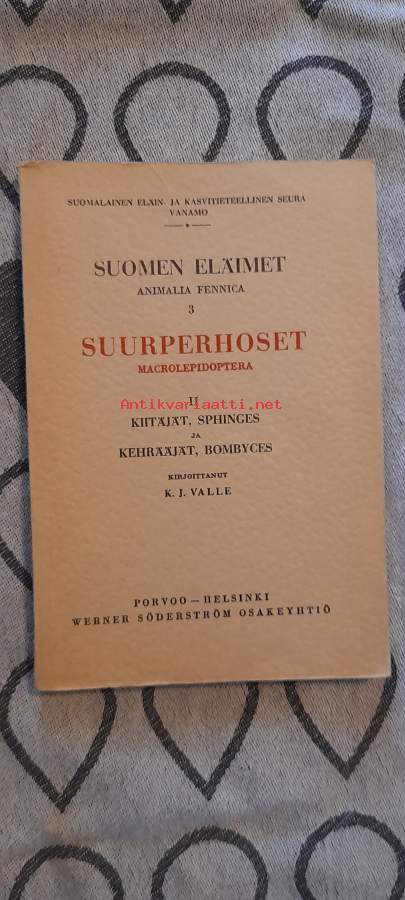 SUOMALAINEN ELÄIN- JA KASVITIETEELLINEN SEURA
VANAMO
SUOMEN ELÄIMET
ANIMALIA FENNICA
3
SUURPERHOSET
MACROLEPIDOPTERA
II
Antikvariaatti.net
KIITÄJÄT, SPHINGES
JA
KEHRÄÄJÄT, BOMBYCES
KIRJOITTANUT
K. J. VALLE
PORVOO — HELSINKI
WERNER SÖDERSTRÖM OSAKEYHTIÖ